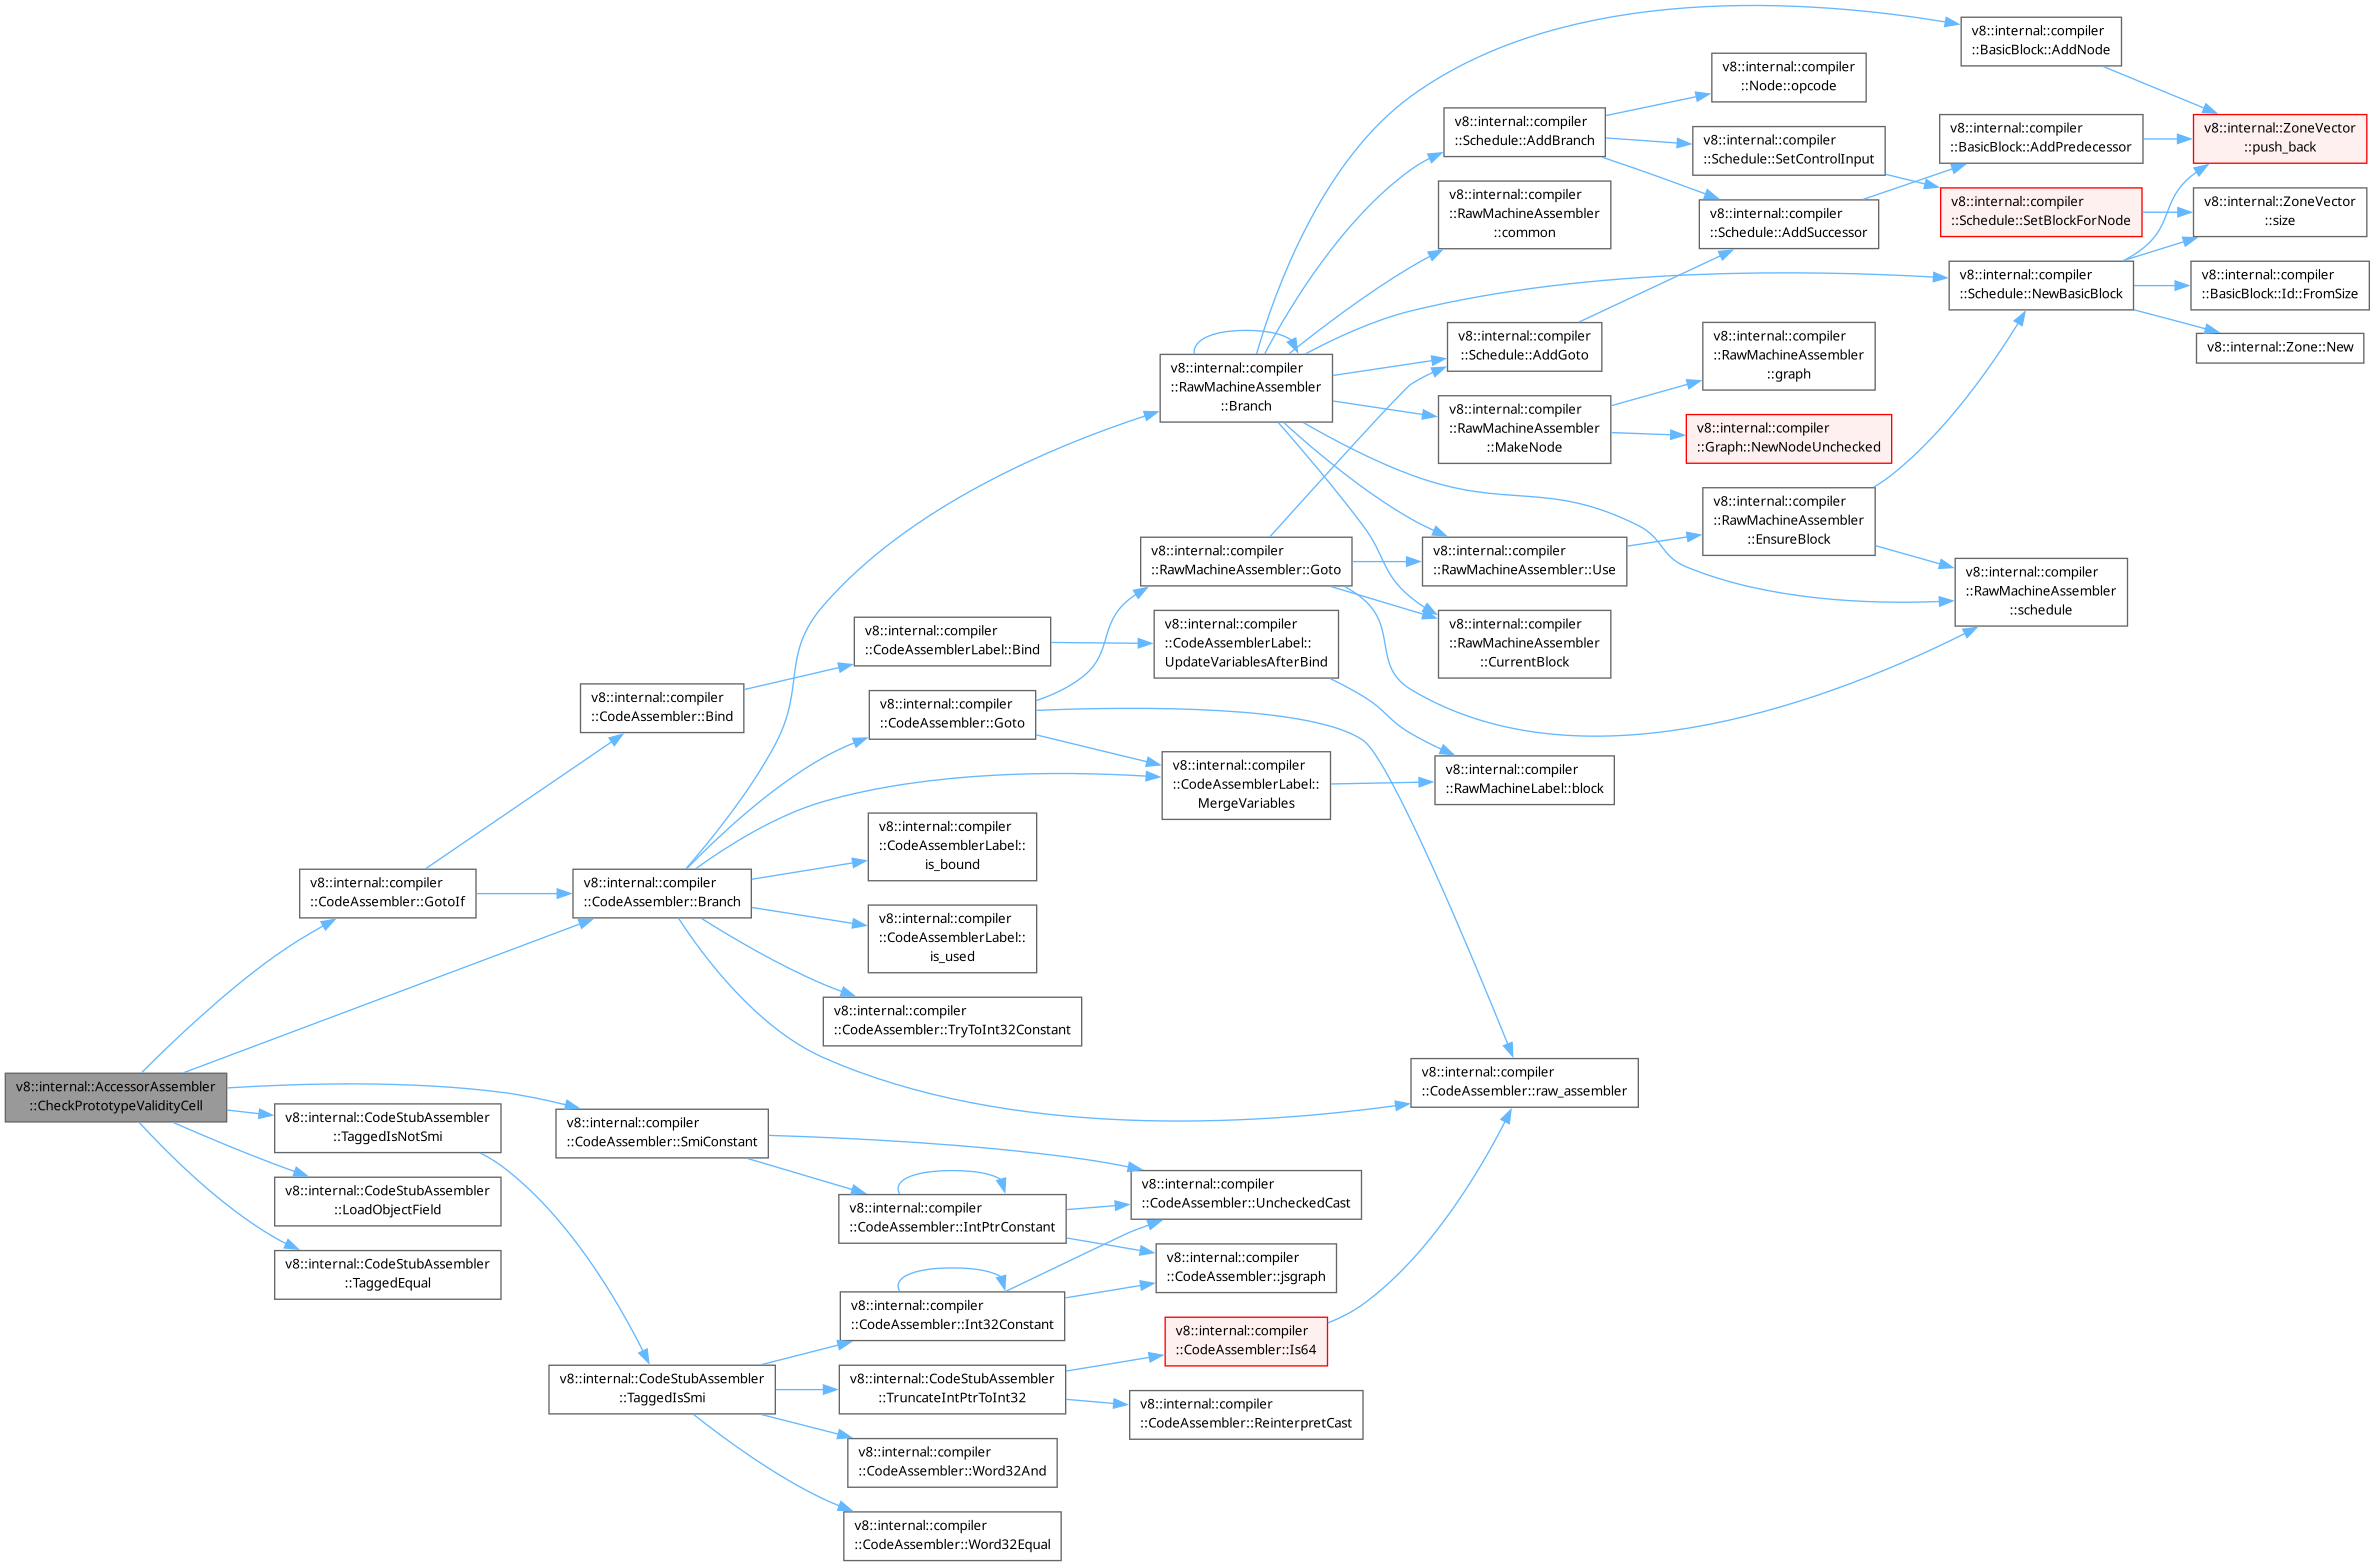 v8::internal::AccessorAssembler
::CheckPrototypeValidityCell
v8::internal::compiler
::CodeAssembler::GotoIf
v8::internal::CodeStubAssembler
::TaggedIsNotSmi
v8::internal::CodeStubAssembler
::LoadObjectField
v8::internal::CodeStubAssembler
::TaggedEqual
v8::internal::compiler
::CodeAssembler::Bind
v8::internal::compiler
::CodeAssembler::Branch
v8::internal::compiler
::CodeAssembler::SmiConstant
v8::internal::CodeStubAssembler
::TaggedIsSmi
v8::internal::compiler
::CodeAssemblerLabel::Bind
v8::internal::compiler
::CodeAssembler::Goto
v8::internal::compiler
::CodeAssemblerLabel::
is_bound
v8::internal::compiler
::CodeAssemblerLabel::
is_used
v8::internal::compiler
::CodeAssembler::TryToInt32Constant
v8::internal::compiler
::CodeAssembler::IntPtrConstant
v8::internal::compiler
::CodeAssembler::Int32Constant
v8::internal::CodeStubAssembler
::TruncateIntPtrToInt32
v8::internal::compiler
::CodeAssembler::Word32And
v8::internal::compiler
::CodeAssembler::Word32Equal
v8::internal::compiler
::RawMachineAssembler
::Branch
v8::internal::compiler
::RawMachineAssembler::Goto
v8::internal::compiler
::CodeAssemblerLabel::
UpdateVariablesAfterBind
v8::internal::compiler
::CodeAssemblerLabel::
MergeVariables
v8::internal::compiler
::CodeAssembler::UncheckedCast
v8::internal::compiler
::CodeAssembler::jsgraph
v8::internal::compiler
::CodeAssembler::Is64
v8::internal::compiler
::CodeAssembler::ReinterpretCast
v8::internal::compiler
::Schedule::AddBranch
v8::internal::compiler
::RawMachineAssembler
::common
v8::internal::compiler
::Schedule::AddGoto
v8::internal::compiler
::RawMachineAssembler
::MakeNode
v8::internal::compiler
::RawMachineAssembler::Use
v8::internal::compiler
::RawMachineAssembler
::CurrentBlock
v8::internal::compiler
::RawMachineLabel::block
v8::internal::compiler
::CodeAssembler::raw_assembler
v8::internal::compiler
::Node::opcode
v8::internal::compiler
::Schedule::SetControlInput
v8::internal::compiler
::Schedule::AddSuccessor
v8::internal::compiler
::RawMachineAssembler
::graph
v8::internal::compiler
::Graph::NewNodeUnchecked
v8::internal::compiler
::RawMachineAssembler
::EnsureBlock
v8::internal::compiler
::BasicBlock::AddNode
v8::internal::compiler
::BasicBlock::AddPredecessor
v8::internal::compiler
::Schedule::SetBlockForNode
v8::internal::compiler
::Schedule::NewBasicBlock
v8::internal::compiler
::RawMachineAssembler
::schedule
v8::internal::ZoneVector
::push_back
v8::internal::ZoneVector
::size
v8::internal::compiler
::BasicBlock::Id::FromSize
v8::internal::Zone::New